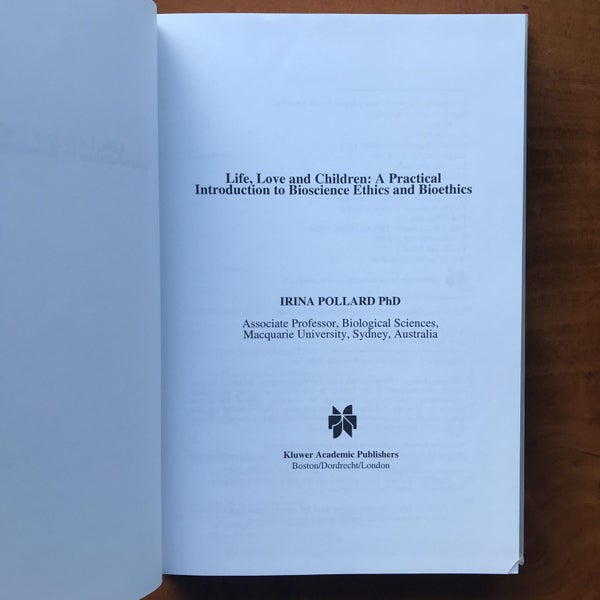 Life, Love and Children: A Practical
Introduction to Bioscience Ethics and Bioethics
IRINA POLLARD PhD
Associate Professor, Biological Sciences,
Macquarie University, Sydney, Australia
Kluwer Academic Publishers
Boston/Dordrecht/London